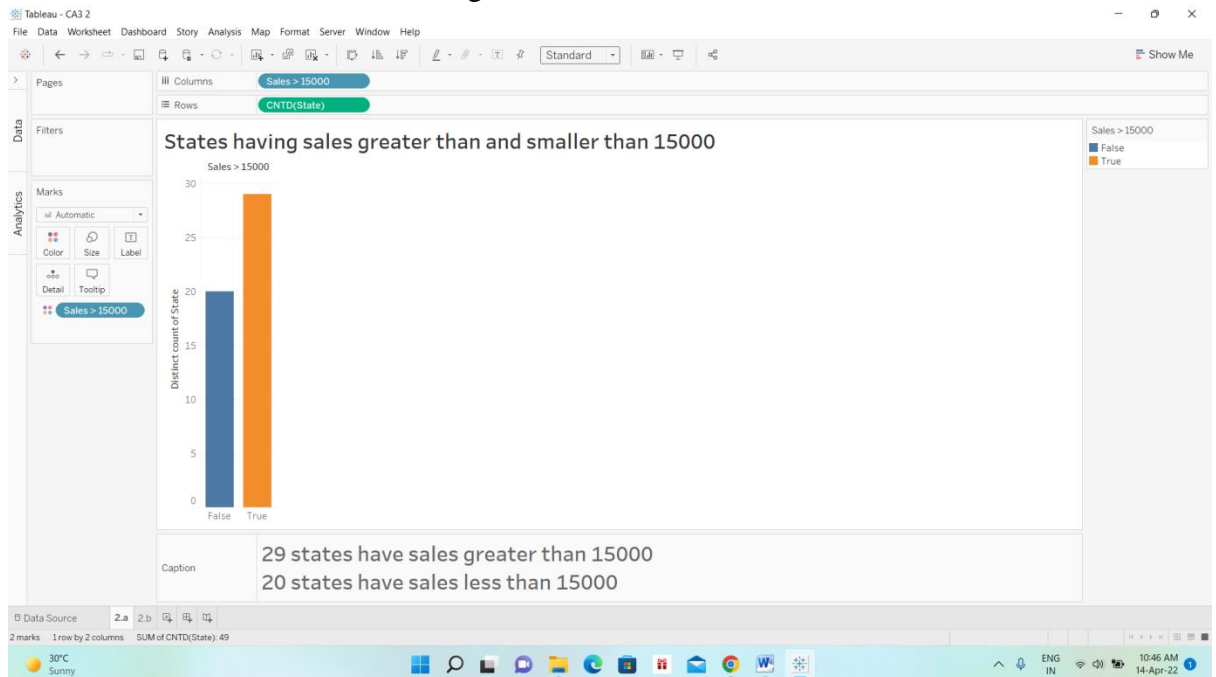 Tableau - CA3 2
File Data Worksheet Dashboard Story Analysis Map Format Server Window Help
Standard
Show Me
Pages
Columns Sales > 15000
Rows CNTD(State)
Data
Analytics
Filters
Marks
Automatic
Color Size Label
Detail Tooltip
Sales > 15000
States having sales greater than and smaller than 15000
Sales > 15000
30
25
20
15
10
5
0
Distinct count of State
False True
Sales > 15000
False
True
Caption
29 states have sales greater than 15000
20 states have sales less than 15000
Data Source 2.a 2.b
2 marks 1 row by 2 columns SUM of CNTD(State): 49
30°C
Sunny
ENG
IN
10:46 AM
14-Apr-22
1